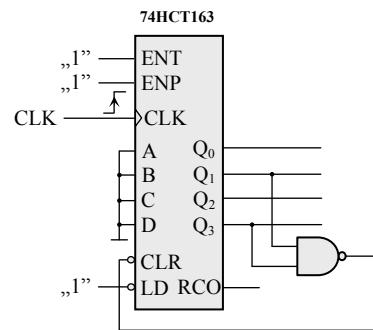 74HCT163
„1” ENT
„1” ENP
CLK CLK
A Q₀
B Q₁
C Q₂
D Q₃
CLR
„1” LD RCO